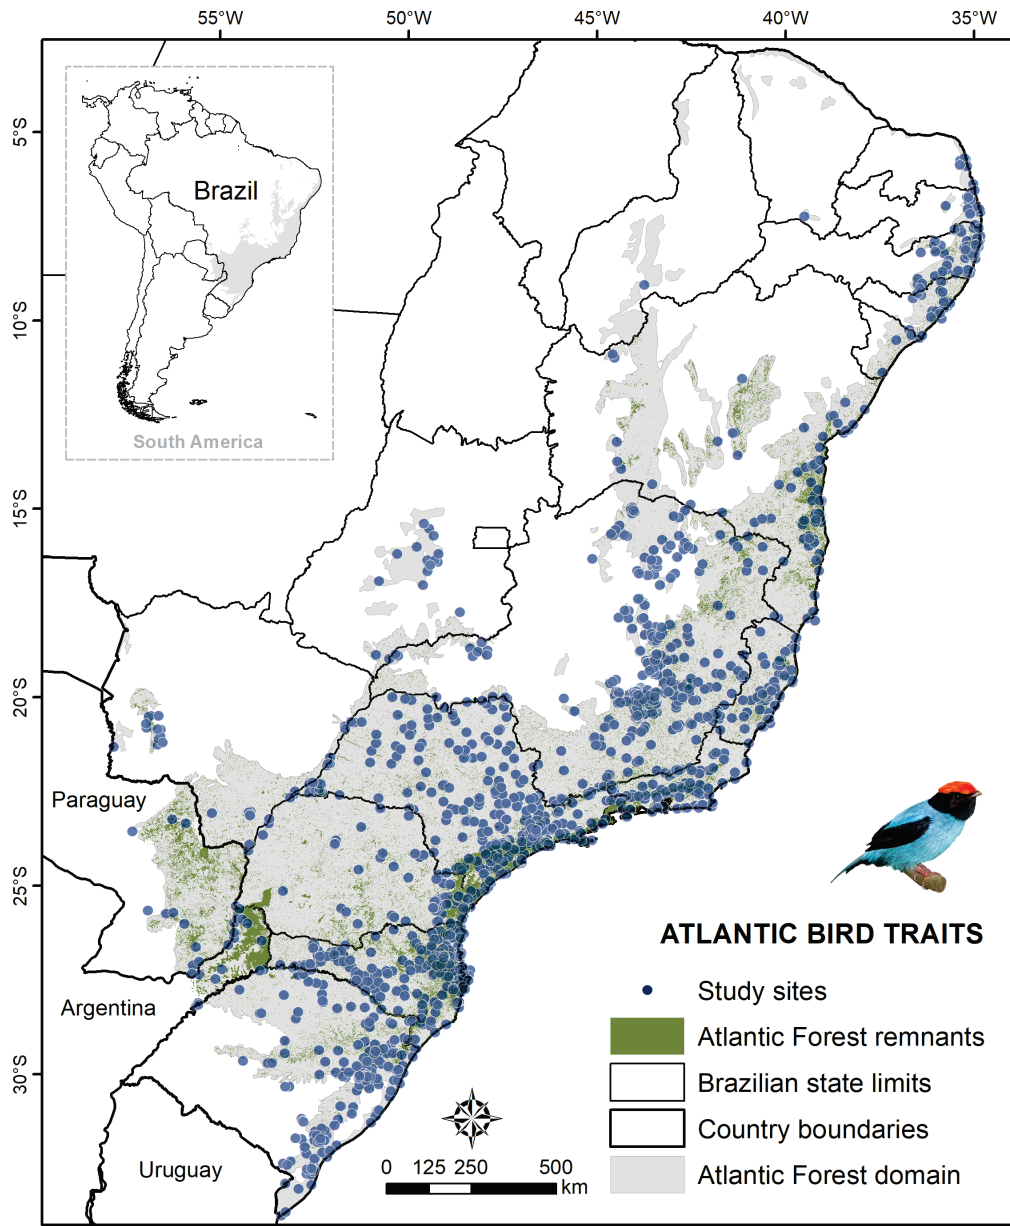 55°W 50°W 45°W 40°W 35°W
5°S
10°S
15°S
20°S
25°S
30°S
Brazil
South America
Paraguay
Argentina
Uruguay
ATLANTIC BIRD TRAITS
Study sites
Atlantic Forest remnants
Brazilian state limits
Country boundaries
Atlantic Forest domain
0 125 250 500
km